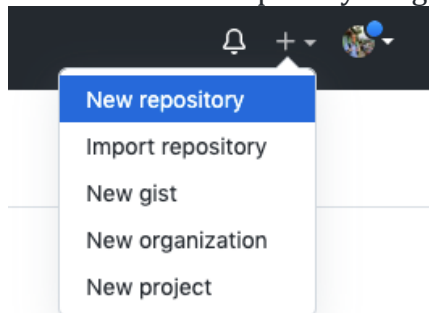 New repository
Import repository
New gist
New organization
New project